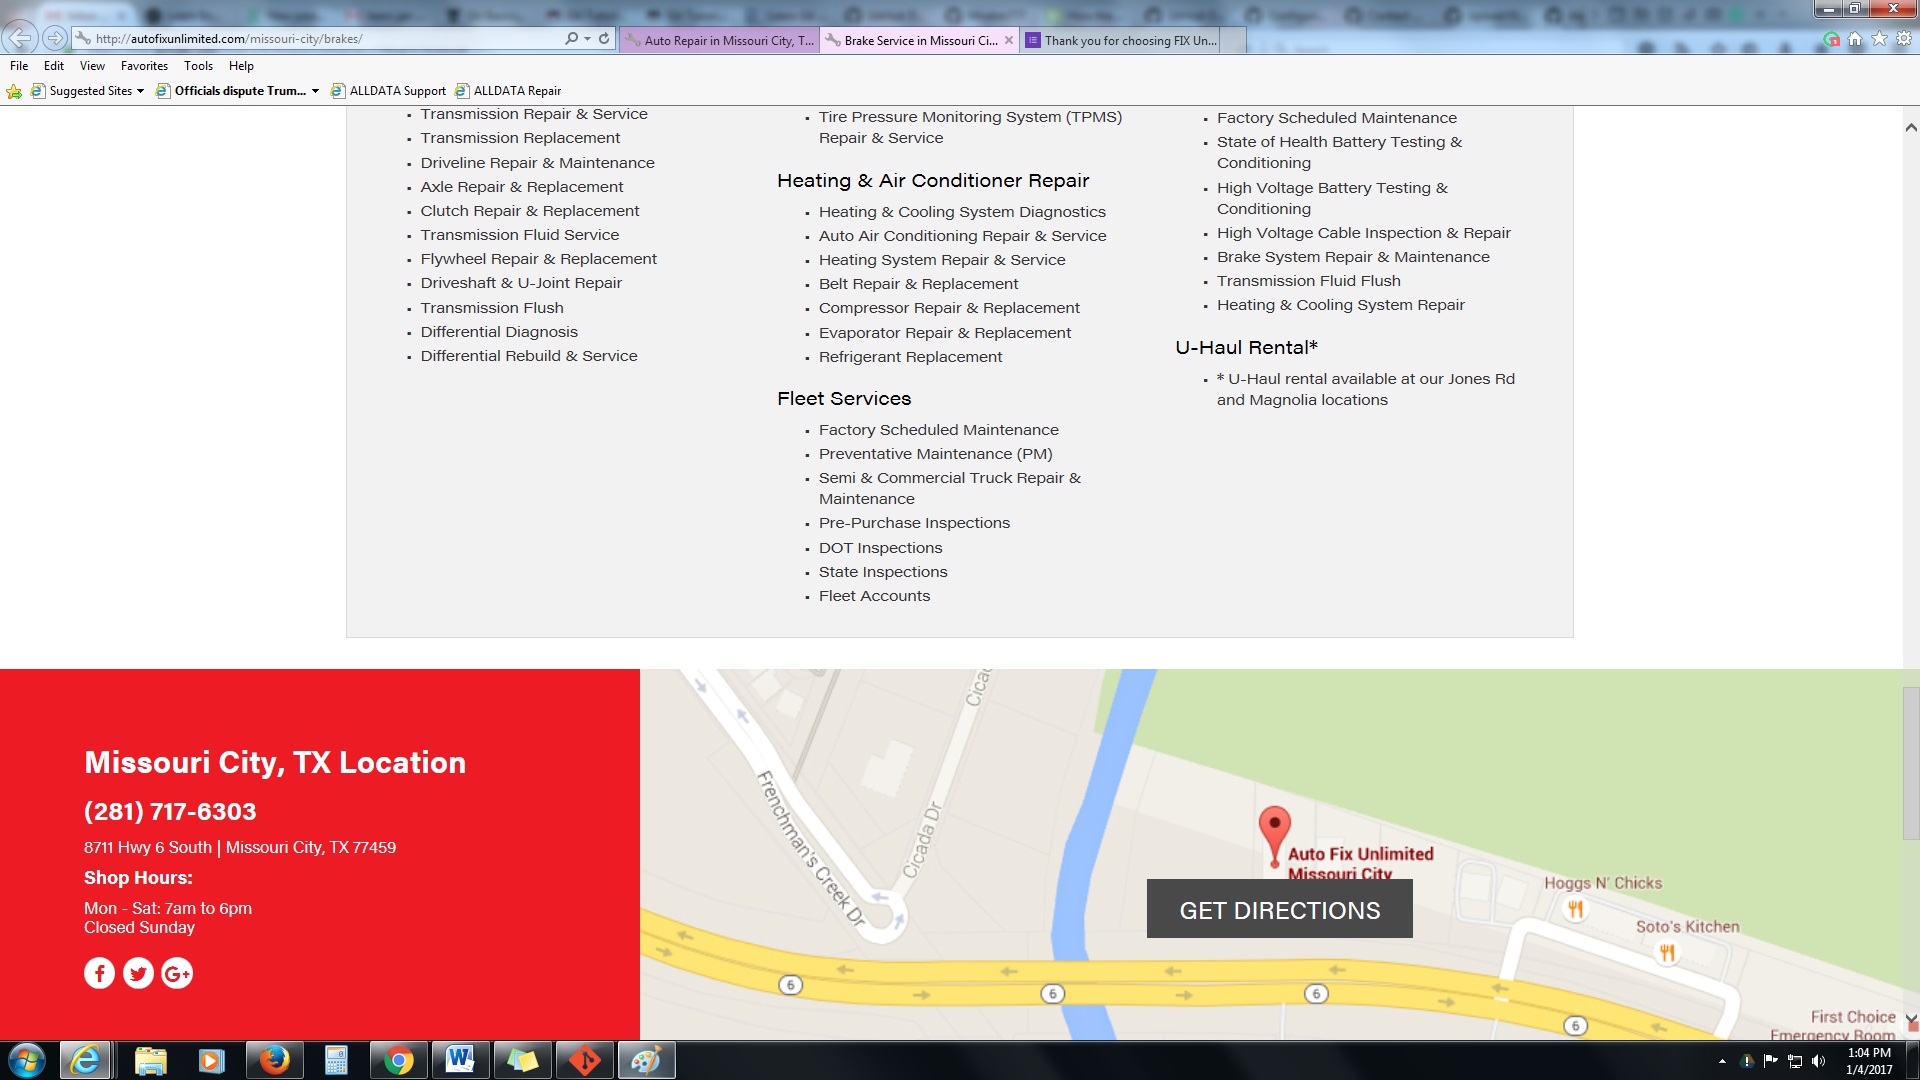 http://autofixunlimited.com/missouri-city/brakes/
Auto Repair in Missouri City, T...
Brake Service in Missouri Ci...
Thank you for choosing FIX Un...
File Edit View Favorites Tools Help
Suggested Sites
Officials dispute Trum...
ALLDATA Support
ALLDATA Repair
Transmission Repair & Service
Transmission Replacement
Driveline Repair & Maintenance
Axle Repair & Replacement
Clutch Repair & Replacement
Transmission Fluid Service
Flywheel Repair & Replacement
Driveshaft & U-Joint Repair
Transmission Flush
Differential Diagnosis
Differential Rebuild & Service
Tire Pressure Monitoring System (TPMS)
Repair & Service
Heating & Air Conditioner Repair
Heating & Cooling System Diagnostics
Auto Air Conditioning Repair & Service
Heating System Repair & Service
Belt Repair & Replacement
Compressor Repair & Replacement
Evaporator Repair & Replacement
Refrigerant Replacement
Fleet Services
Factory Scheduled Maintenance
Preventative Maintenance (PM)
Semi & Commercial Truck Repair &
Maintenance
Pre-Purchase Inspections
DOT Inspections
State Inspections
Fleet Accounts
Factory Scheduled Maintenance
State of Health Battery Testing &
Conditioning
High Voltage Battery Testing &
Conditioning
High Voltage Cable Inspection & Repair
Brake System Repair & Maintenance
Transmission Fluid Flush
Heating & Cooling System Repair
U-Haul Rental*
* U-Haul rental available at our Jones Rd
and Magnolia locations
Missouri City, TX Location
(281) 717-6303
8711 Hwy 6 South | Missouri City, TX 77459
Shop Hours:
Mon - Sat: 7am to 6pm
Closed Sunday
Cicad
Frenchman's Creek Dr
Cicada Dr
Auto Fix Unlimited
Missouri City
GET DIRECTIONS
Hoggs N' Chicks
Soto's Kitchen
6
6
6
6
First Choice
Emergency Room
1:04 PM
1/4/2017